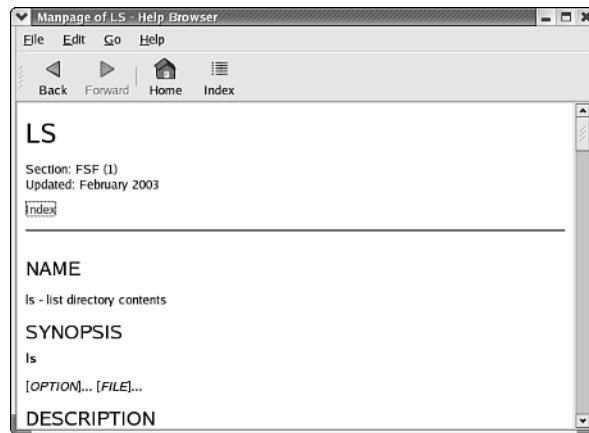 Manpage of LS - Help Browser
File Edit Go Help
Back Forward Home Index
LS
Section: FSF (1)
Updated: February 2003
Index
NAME
ls - list directory contents
SYNOPSIS
ls
[OPTION]... [FILE]...
DESCRIPTION